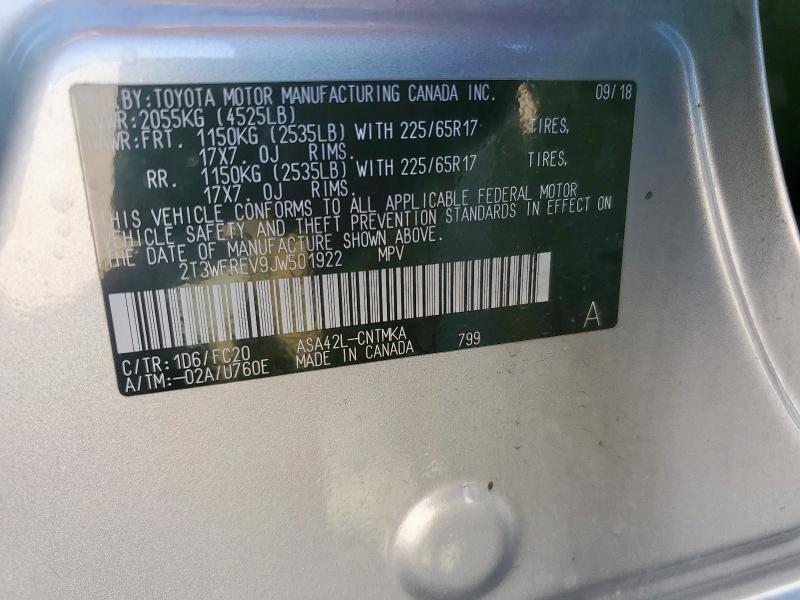 BY:TOYOTA MOTOR MANUFACTURING CANADA INC. 09/18
GVWR:2055KG (4525LB)
GAWR:FRT. 1150KG (2535LB) WITH 225/65R17 TIRES,
17X7.0J RIMS.
RR. 1150KG (2535LB) WITH 225/65R17 TIRES,
17X7.0J RIMS.
THIS VEHICLE CONFORMS TO ALL APPLICABLE FEDERAL MOTOR
VEHICLE SAFETY AND THEFT PREVENTION STANDARDS IN EFFECT ON
THE DATE OF MANUFACTURE SHOWN ABOVE.
2T3WFREV9JW501922 MPV
A
C/TR:1D6/FC20 ASA42L-CNTMKA 799
A/TM:-02A/U760E MADE IN CANADA